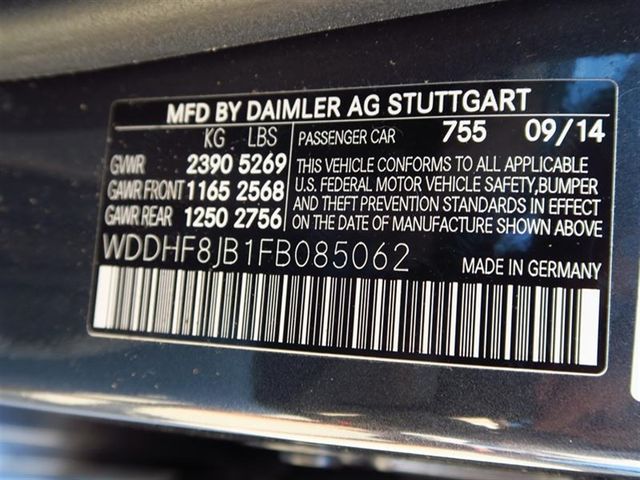 MFD BY DAIMLER AG STUTTGART
KG LBS
GVWR 2390 5269
GAWR FRONT 1165 2568
GAWR REAR 1250 2756
PASSENGER CAR 755 09/14
THIS VEHICLE CONFORMS TO ALL APPLICABLE
U.S. FEDERAL MOTOR VEHICLE SAFETY,BUMPER
AND THEFT PREVENTION STANDARDS IN EFFECT
ON THE DATE OF MANUFACTURE SHOWN ABOVE
WDDHF8JB1FB085062 MADE IN GERMANY